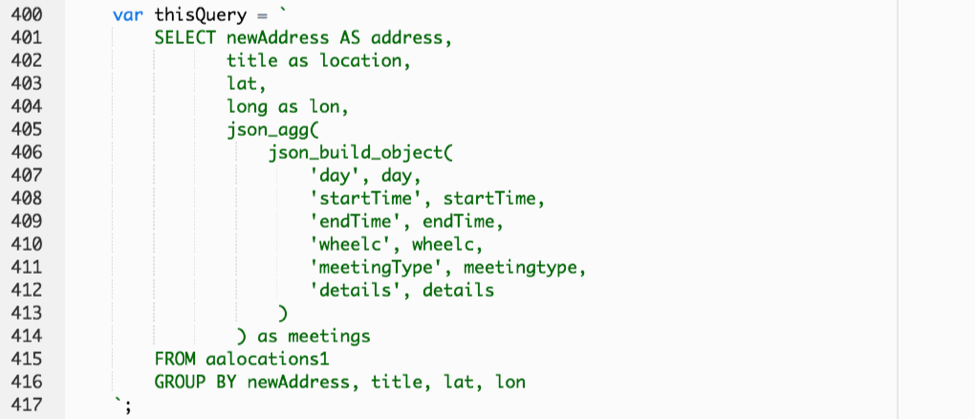 400 var thisQuery = `
401 SELECT newAddress AS address,
402 title as location,
403 lat,
404 long as lon,
405 json_agg(
406 json_build_object(
407 'day', day,
408 'startTime', startTime,
409 'endTime', endTime,
410 'wheelc', wheelc,
411 'meetingType', meetingtype,
412 'details', details
413 )
414 ) as meetings
415 FROM aalocations1
416 GROUP BY newAddress, title, lat, lon
417 `;